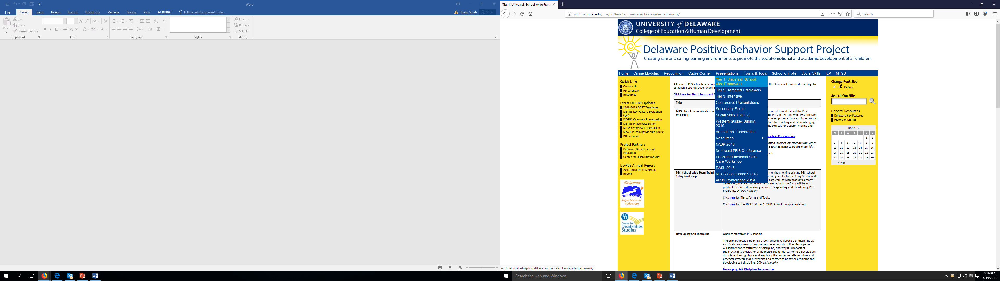 Word
File
Home
Insert
Design
Layout
References
Mailings
Review
View
ACROBAT
Tell me what you want to do...
Hearn, Sarah
Share
Paste
Cut
Copy
Format Painter
Clipboard
Font
Paragraph
Styles
Find
Replace
Select
Editing
Tier 1: Universal, School-wide Fram
wh1.oet.udel.edu/pbs/pd/tier-1-universal-school-wide-framework/
Search
UNIVERSITY of DELAWARE
College of Education & Human Development
Delaware Positive Behavior Support Project
Creating safe and caring learning environments to promote the social-emotional and academic development of all children.
Home Online Modules Recognition Cadre Corner Presentations Forms & Tools School Climate Social Skills IEP MTSS
Quick Links
Contact Us
PD Calendar
Resources
Latest DE-PBS Updates
2018-2019 DDRT Templates
DE-PBS Key Feature Evaluation
Q&A
DE-PBS Overview Presentation
DE-PBS Phase Recognition
MTSS Overview Presentation
New IEP Training Module (2019)
PD Calendar
Project Partners
Delaware Department of
Education
Center for Disabilities Studies
DE-PBS Annual Report
2017-2018 DE-PBS Annual
Report
Delaware
Department of
Education
Center for
Disabilities
Studies
Tier 1: Universal, School-
wide Framework
Tier 2: Targeted Framework
Tier 3: Intensive
Conference Presentations
Secondary Forum
Social Skills Training
Western Sussex Summit
2015
Annual PBS Celebration
Resources »
NASP 2016
Northeast PBIS Conference
Educator Emotional Self-
Care Workshop
DASL 2018
MTSS Conference 9.6.18
APBS Conference 2019
All new DE-PBS schools or schoo
the Universal Framework trainings to
establish a strong school-wide P
Click Here for Tier 1 Forms and
Title
MTSS Tier 1: School-wide Tea
Workshop
pported to understand the Key
ponents of a School-wide PBS program.
o develop their school's unique program
plans for teaching and acknowledging
ata sources for decision making and
orkshop Presentation
tation includes information from other
se sources when using the materials
outs.
PBS School-wide Team Trainin
1-day workshop
members joining existing PBS school
be very similar to the 2 day School-wide
ts are coming with products already
developed, the team time will be shortened and the focus will be on
product review and tweaking, as well as expanding and maintaining PBS
programs. Offered Annually.
Click here for Tier 1 Forms and Tools.
Click here for the 10.17.18 Tier 1: SWPBS Workshop presentation.
Developing Self-Discipline
Open to staff from PBS schools.
The primary focus is helping schools develop children's self-discipline as
a critical component of comprehensive school discipline. Participants
will learn what constitutes self-discipline, and why it is important,
the practical strategies for using praise and reinforces to help develop self-
discipline, the cognitions and emotions that underlie self-discipline, and
practical strategies for preventing and correcting behavior problems and
developing self-discipline. Offered Annually.
Developing Self-Discipline Presentation
Change Font Size
A+ Default
Search Our Site
General Resources
Delaware Key Features
History of DE-PBS
June 2019
M T W T F S S
1 2
3 4 5 6 7 8 9
10 11 12 13 14 15 16
17 18 19 20 21 22 23
24 25 26 27 28 29 30
« Aug
wh1.oet.udel.edu/pbs/pd/tier-1-universal-school-wide-framework/
Search the web and Windows
3:16 PM
6/19/2019